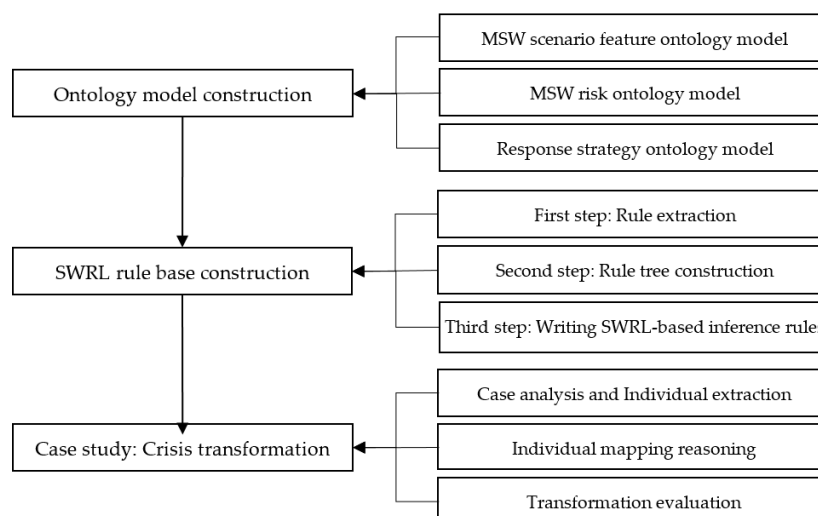 MSW scenario feature ontology model
Ontology model construction
MSW risk ontology model
Response strategy ontology model
First step: Rule extraction
SWRL rule base construction
Second step: Rule tree construction
Third step: Writing SWRL-based inference rules
Case analysis and Individual extraction
Case study: Crisis transformation
Individual mapping reasoning
Transformation evaluation